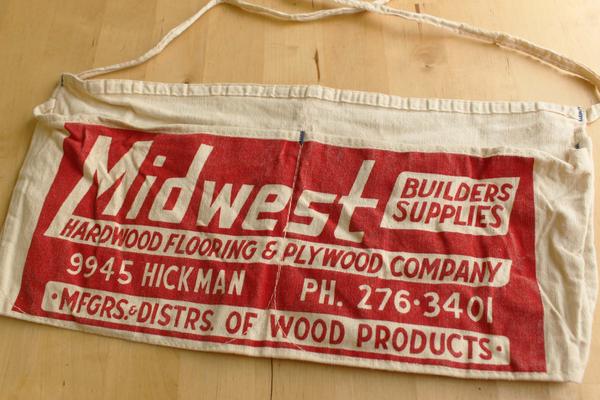 Midwest
BUILDERS
SUPPLIES
HARDWOOD FLOORING & PLYWOOD COMPANY
9945 HICKMAN PH. 276·3401
·MFGRS.&DISTRS. OF WOOD PRODUCTS·